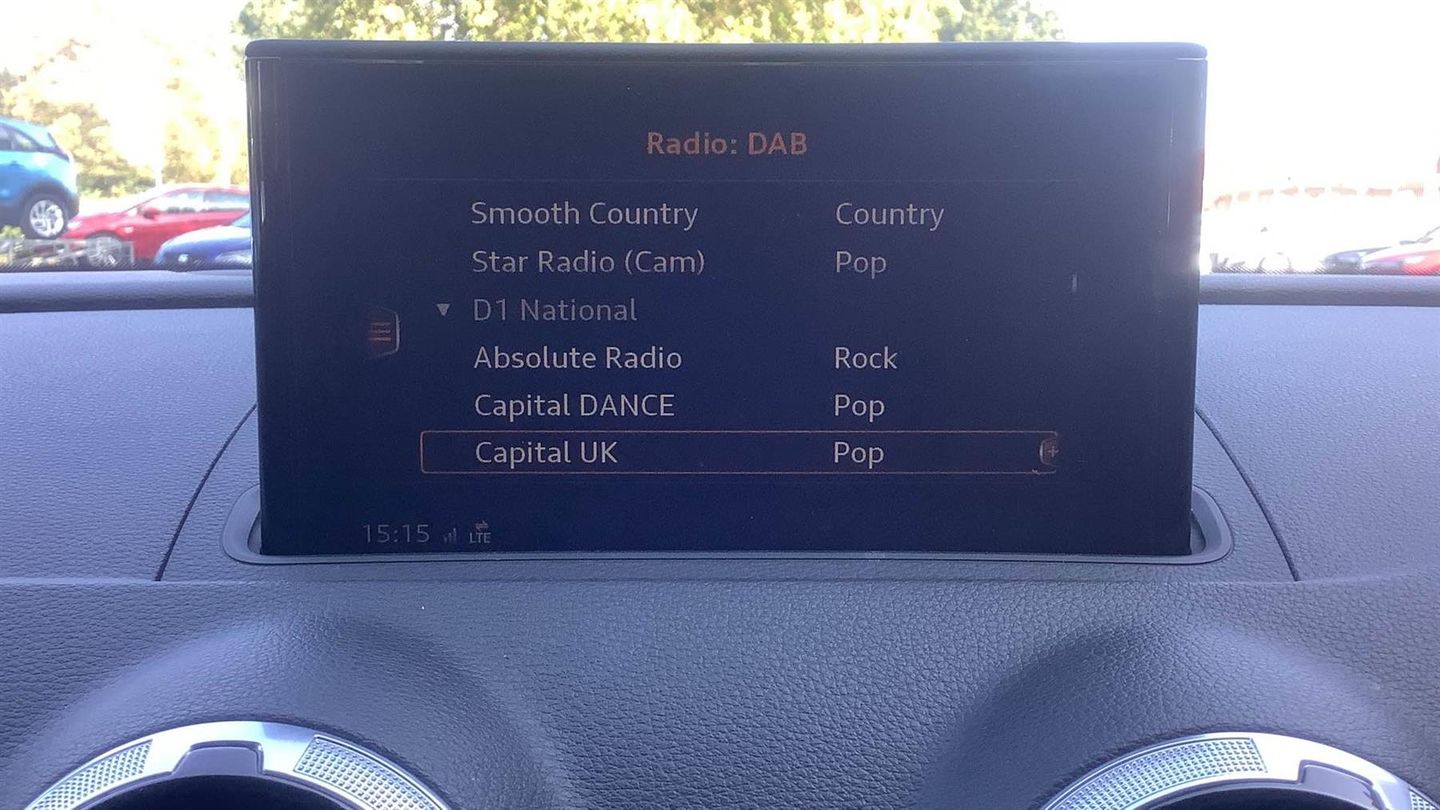 Radio: DAB
Smooth Country Country
Star Radio (Cam) Pop
D1 National
Absolute Radio Rock
Capital DANCE Pop
Capital UK Pop
15:15 LTE